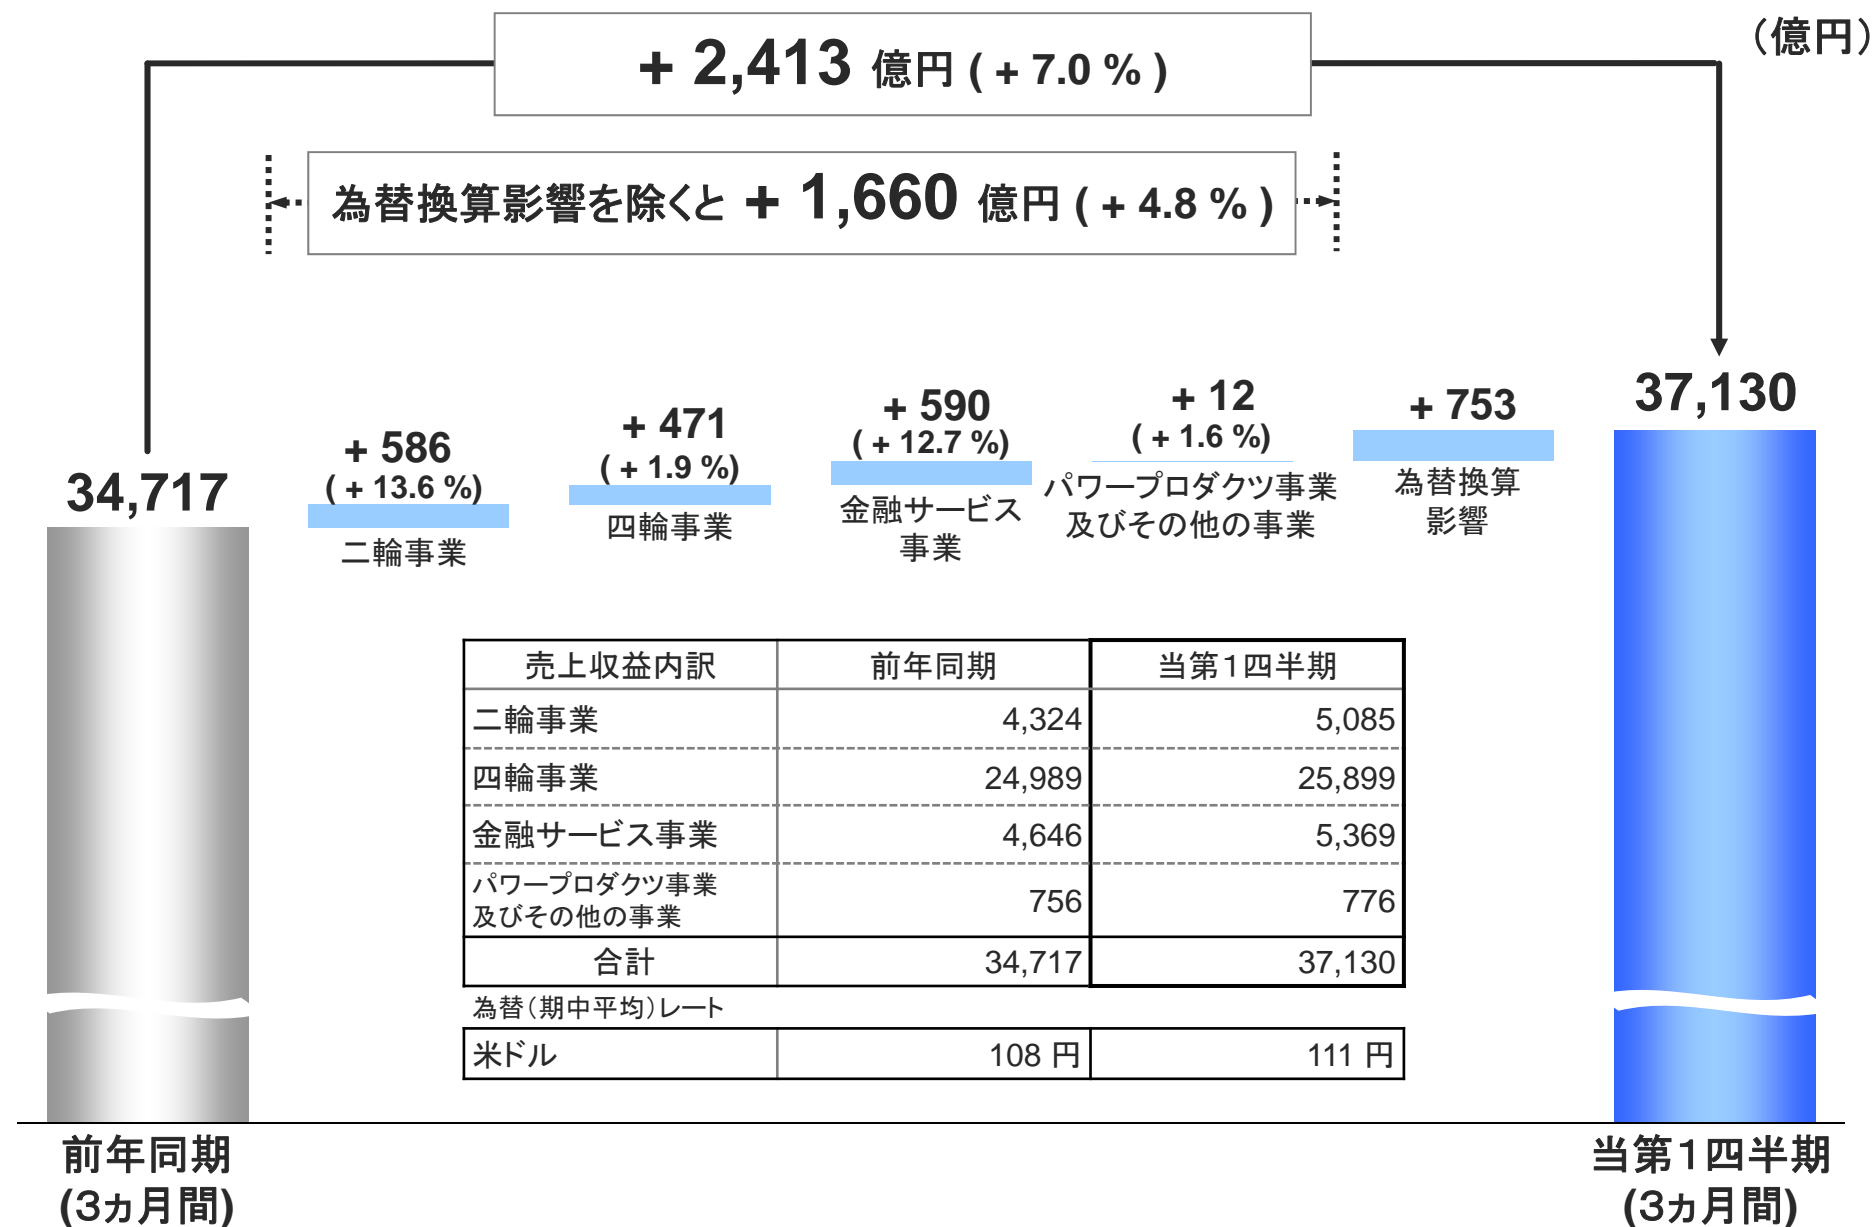 （億円）
+ 2,413 億円 ( + 7.0 % )
為替換算影響を除くと + 1,660 億円 ( + 4.8 % )
34,717
+ 586
( + 13.6 %)
二輪事業
+ 471
( + 1.9 %)
四輪事業
+ 590
( + 12.7 %)
金融サービス
事業
+ 12
( + 1.6 %)
パワープロダクツ事業
及びその他の事業
+ 753
為替換算
影響
37,130
売上収益内訳 前年同期 当第1四半期
二輪事業 4,324 5,085
四輪事業 24,989 25,899
金融サービス事業 4,646 5,369
パワープロダクツ事業
及びその他の事業 756 776
合計 34,717 37,130
為替（期中平均）レート
米ドル 108 円 111 円
前年同期
(3ヵ月間)
当第1四半期
(3ヵ月間)